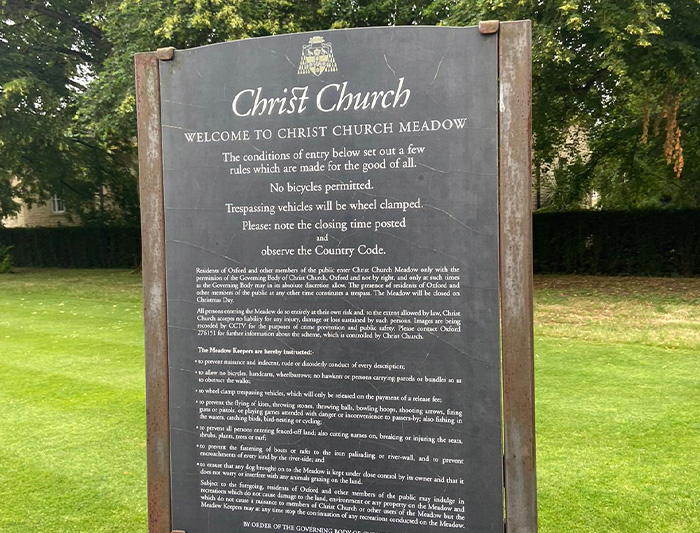 Christ Church
WELCOME TO CHRIST CHURCH MEADOW
The conditions of entry below set out a few
rules which are made for the good of all.
No bicycles permitted.
Trespassing vehicles will be wheel clamped.
Please: note the closing time posted
and
observe the Country Code.
Residents of Oxford and other members of the public enter Christ Church Meadow only with the
permission of the Governing Body of Christ Church, Oxford and not by right, and only at such times
as the Governing Body may in its absolute discretion allow. The presence of residents of Oxford and
other members of the public at any other time constitutes a trespass. The Meadow will be closed on
Christmas Day.
All persons entering the Meadow do so entirely at their own risk and, to the extent allowed by law, Christ
Church accepts no liability for any injury, damage or loss sustained by such persons. Images are being
recorded by CCTV for the purposes of crime prevention and public safety. Please contact Oxford
276151 for further information about the scheme, which is controlled by Christ Church.
The Meadow Keepers are hereby instructed:-
• to prevent nuisance and indecent, rude or disorderly conduct of every description;
• to allow no bicycles, handcarts, wheelbarrows; no hawkers or persons carrying parcels or bundles so as
to obstruct the walks;
• to wheel clamp trespassing vehicles, which will only be released on the payment of a release fee;
• to prevent the flying of kites, throwing stones, throwing balls, bowling hoops, shooting arrows, firing
guns or pistols, or playing games attended with danger or inconvenience to passers-by; also fishing in
the waters, catching birds, bird-nesting or cycling;
• to prevent all persons entering fenced-off land; also cutting names on, breaking or injuring the seats,
shrubs, plants, trees or turf;
• to prevent the fastening of boats or rafts to the iron palisading or river-wall, and to prevent
encroachments of every kind by the river-side; and
• to ensure that any dog brought on to the Meadow is kept under close control by its owner and that it
does not worry or interfere with any animals grazing on the land.
Subject to the foregoing, residents of Oxford and other members of the public may indulge in
recreations which do not cause damage to the land, environment or any property on the Meadow and
which do not cause a nuisance to members of Christ Church or other users of the Meadow but the
Meadow Keepers may at any time stop the continuation of any recreations conducted on the Meadow.
BY ORDER OF THE GOVERNING BODY OF